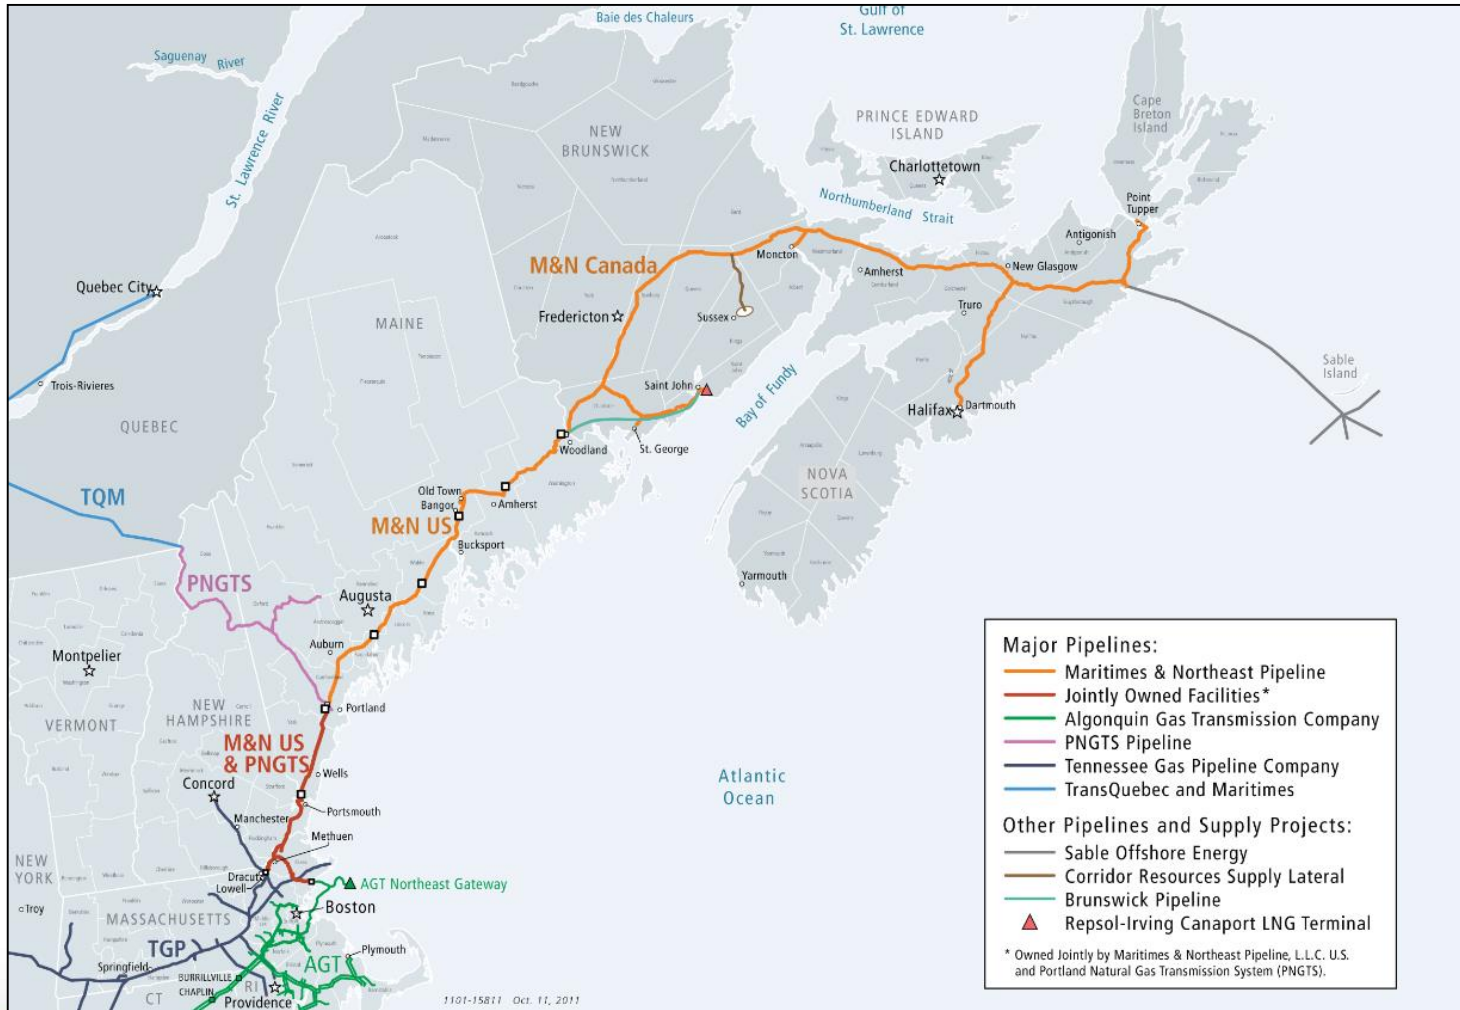 Baie des Chaleurs
Gulf of
St. Lawrence
Saguenay River
St. Lawrence River
NEW
BRUNSWICK
PRINCE EDWARD
ISLAND
Charlottetown
Cape
Breton
Island
Northumberland Strait
Point
Tupper
Antigonish
M&N Canada
Moncton
Amherst
New Glasgow
Quebec City
Fredericton
Sussex
Truro
MAINE
Sable
Island
Trois-Rivieres
Saint John
Bay of Fundy
Halifax
Dartmouth
QUEBEC
Woodland
St. George
NOVA
SCOTIA
TQM
Old Town
Bangor
Amherst
M&N US
Bucksport
Yarmouth
PNGTS
Augusta
Auburn
Montpelier
Portland
NEW
HAMPSHIRE
VERMONT
M&N US
& PNGTS
Wells
Concord
Portsmouth
Manchester
Methuen
Atlantic
Ocean
NEW
YORK
Dracut
Lowell
AGT Northeast Gateway
Troy
MASSACHUSETTS
Boston
TGP
Plymouth
Springfield
AGT
BURRILLVILLE
CHAPLIN
CT
RI
Providence
1101-15811 Oct. 11, 2011
Major Pipelines:
Maritimes & Northeast Pipeline
Jointly Owned Facilities*
Algonquin Gas Transmission Company
PNGTS Pipeline
Tennessee Gas Pipeline Company
TransQuebec and Maritimes
Other Pipelines and Supply Projects:
Sable Offshore Energy
Corridor Resources Supply Lateral
Brunswick Pipeline
Repsol-Irving Canaport LNG Terminal
* Owned Jointly by Maritimes & Northeast Pipeline, L.L.C. U.S.
and Portland Natural Gas Transmission System (PNGTS).